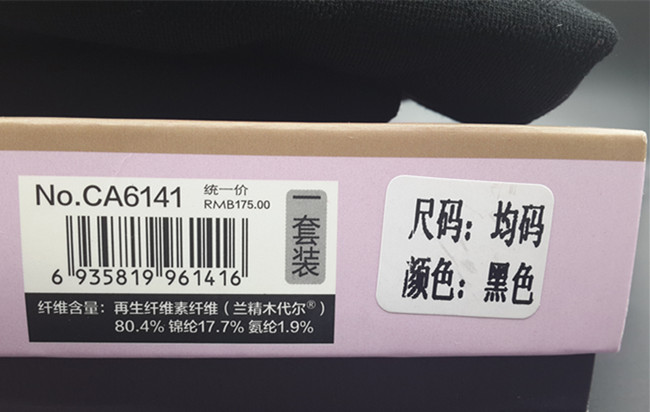 No.CA6141
统一价
RMB175.00
一套装
6 935819 961416
纤维含量：再生纤维素纤维（兰精木代尔®）
80.4% 锦纶17.7% 氨纶1.9%
尺码：均码
颜色：黑色